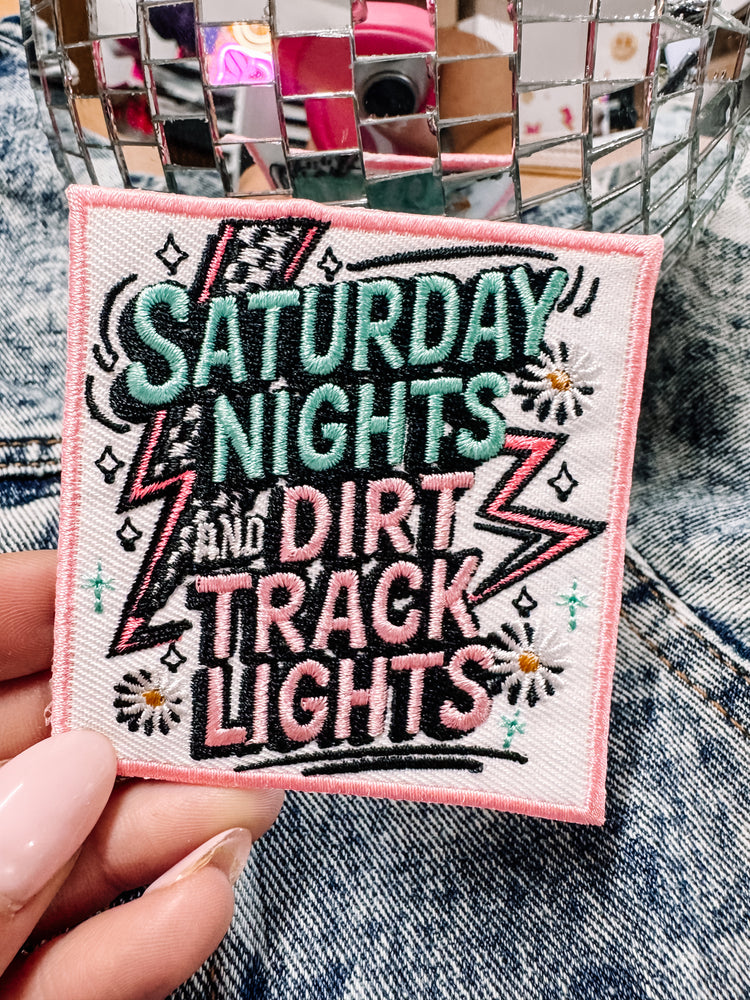 SATURDAY
NIGHTS
AND DIRT
TRACK
LIGHTS